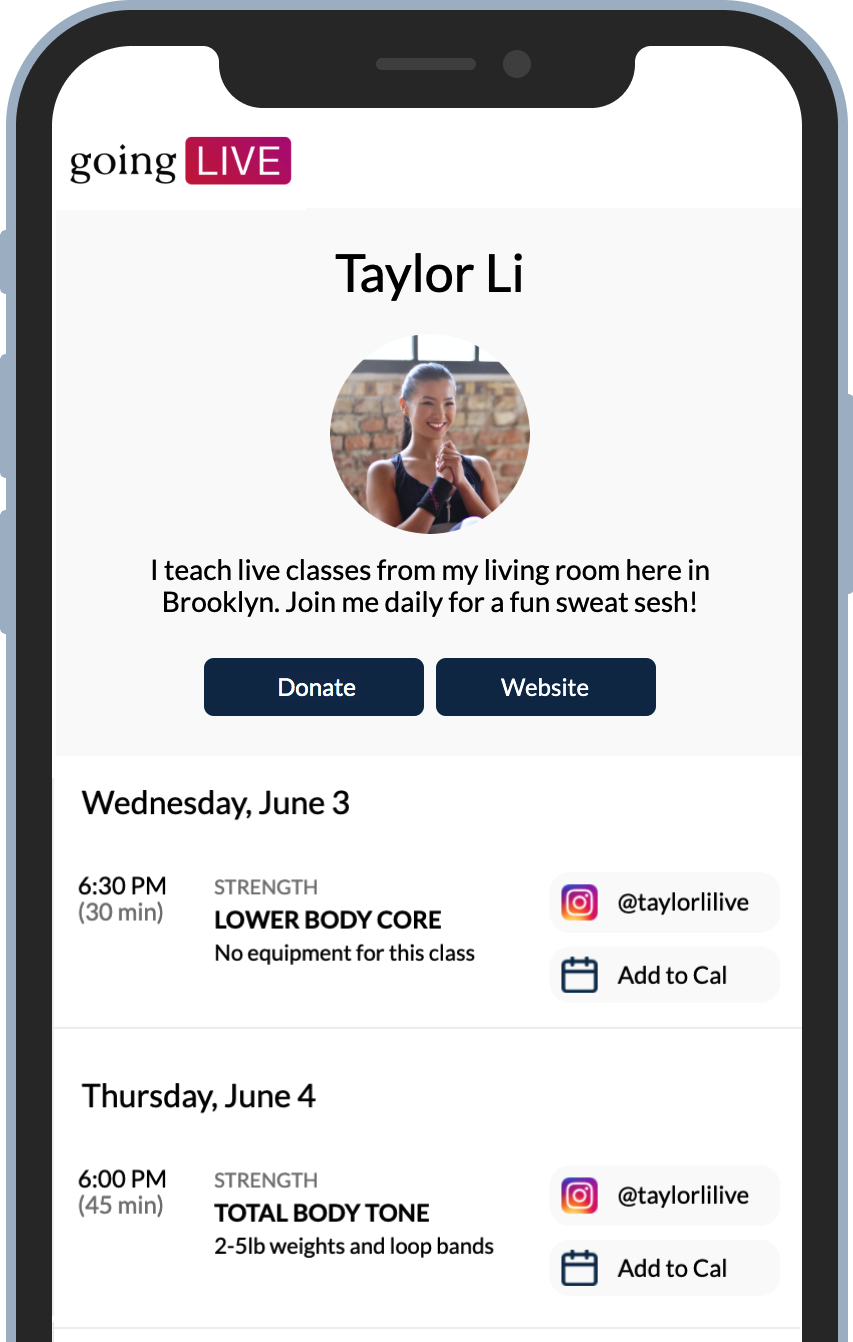 going LIVE
Taylor Li
I teach live classes from my living room here in
Brooklyn. Join me daily for a fun sweat sesh!
Donate
Website
Wednesday, June 3
6:30 PM
(30 min)
STRENGTH
LOWER BODY CORE
No equipment for this class
@taylorlilive
Add to Cal
Thursday, June 4
6:00 PM
(45 min)
STRENGTH
TOTAL BODY TONE
2-5lb weights and loop bands
@taylorlilive
Add to Cal